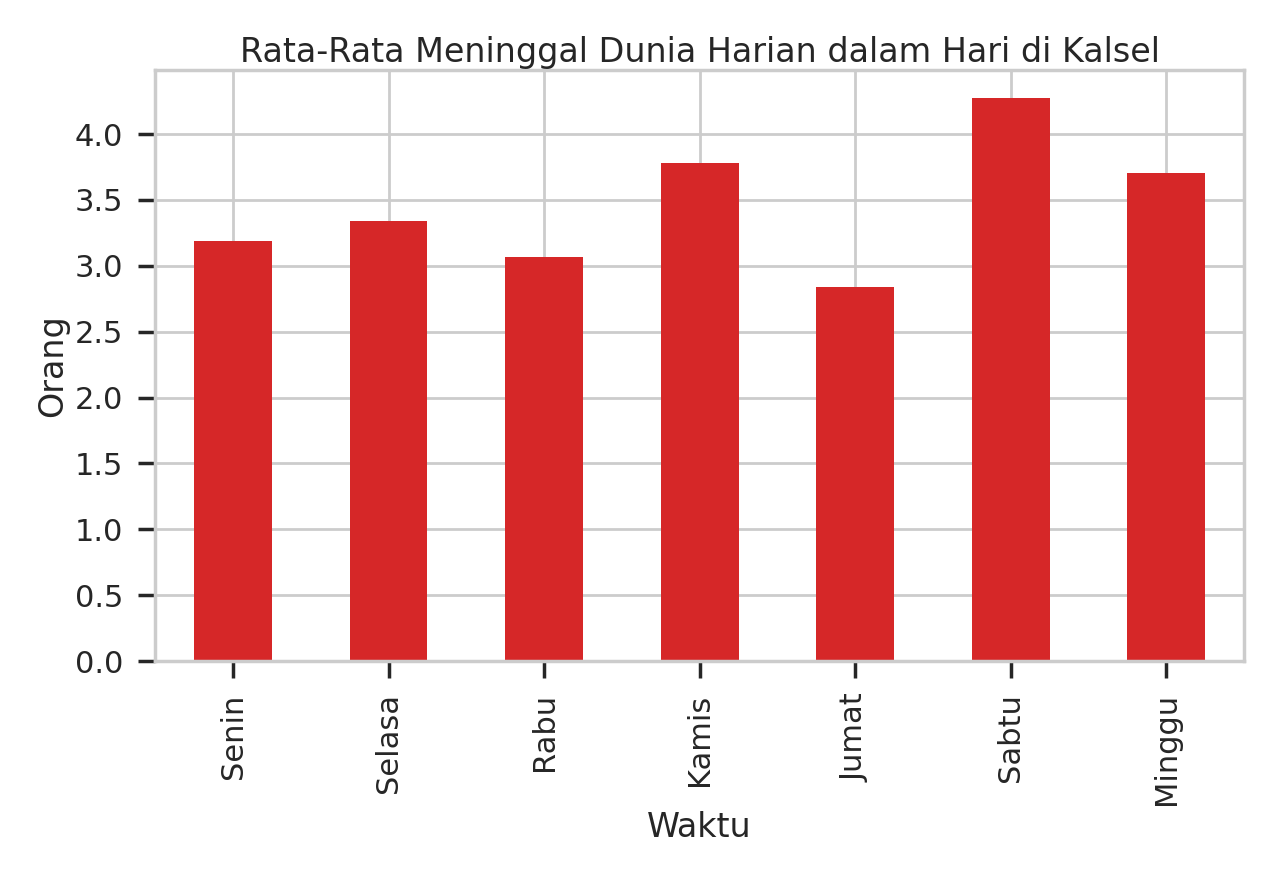 Rata-Rata Meninggal Dunia Harian dalam Hari di Kalsel
Orang
4.0
3.5
3.0
2.5
2.0
1.5
1.0
0.5
0.0
Senin
Selasa
Rabu
Kamis
Jumat
Sabtu
Minggu
Waktu